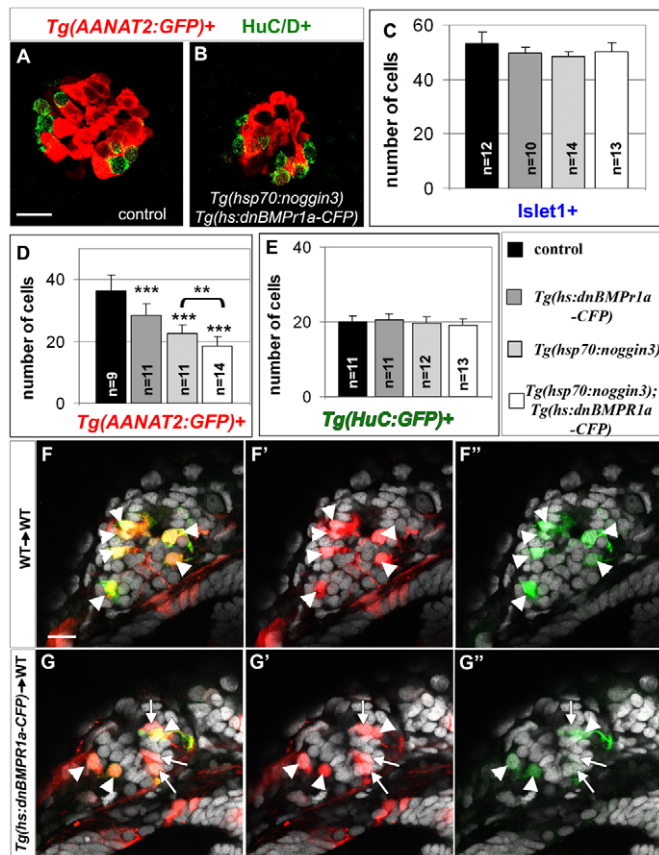 Tg(AANAT2:GFP)+ HuC/D+
A
control
B
Tg(hsp70:noggin3)
Tg(hs:dnBMPr1a-CFP)
C
number of cells
60
40
20
0
n=12
n=10
n=14
n=13
Islet1+
D
number of cells
40
20
0
n=9
***
n=11
***
n=11
**
***
n=14
Tg(AANAT2:GFP)+
E
number of cells
40
20
0
n=11
n=11
n=12
n=13
Tg(HuC:GFP)+
control
Tg(hs:dnBMPr1a
-CFP)
Tg(hsp70:noggin3)
Tg(hsp70:noggin3);
Tg(hs:dnBMPR1a
-CFP)
WT→WT
F
F'
F''
Tg(hs:dnBMPR1a-CFP)→WT
G
G'
G''